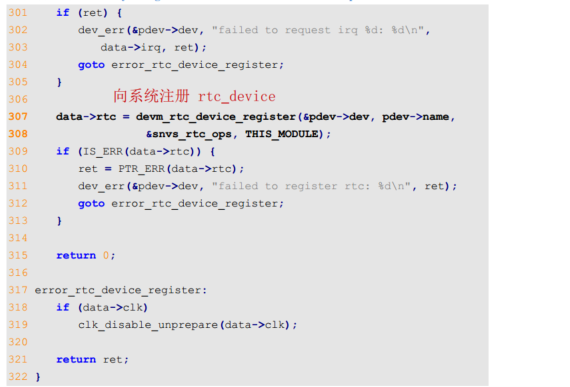 301 if (ret) {
302 dev_err(&pdev->dev, "failed to request irq %d: %d\n",
303 data->irq, ret);
304 goto error_rtc_device_register;
305 }
306 向系统注册 rtc_device
307 data->rtc = devm_rtc_device_register(&pdev->dev, pdev->name,
308 &snvs_rtc_ops, THIS_MODULE);
309 if (IS_ERR(data->rtc)) {
310 ret = PTR_ERR(data->rtc);
311 dev_err(&pdev->dev, "failed to register rtc: %d\n", ret);
312 goto error_rtc_device_register;
313 }
314
315 return 0;
316
317 error_rtc_device_register:
318 if (data->clk)
319 clk_disable_unprepare(data->clk);
320
321 return ret;
322 }